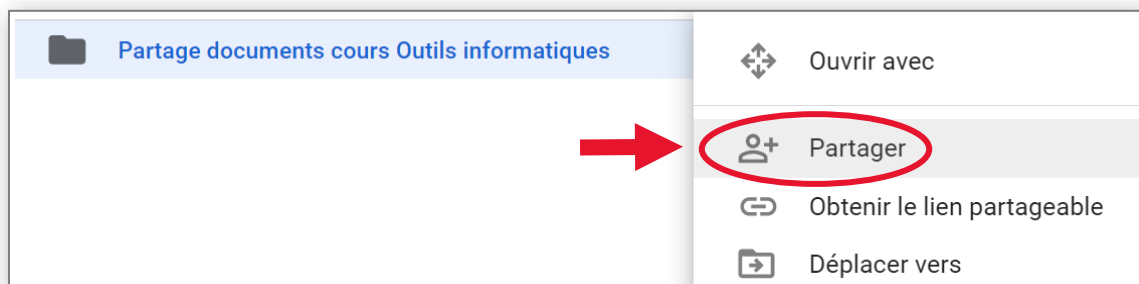 Partage documents cours Outils informatiques
Ouvrir avec
Partager
Obtenir le lien partageable
Déplacer vers